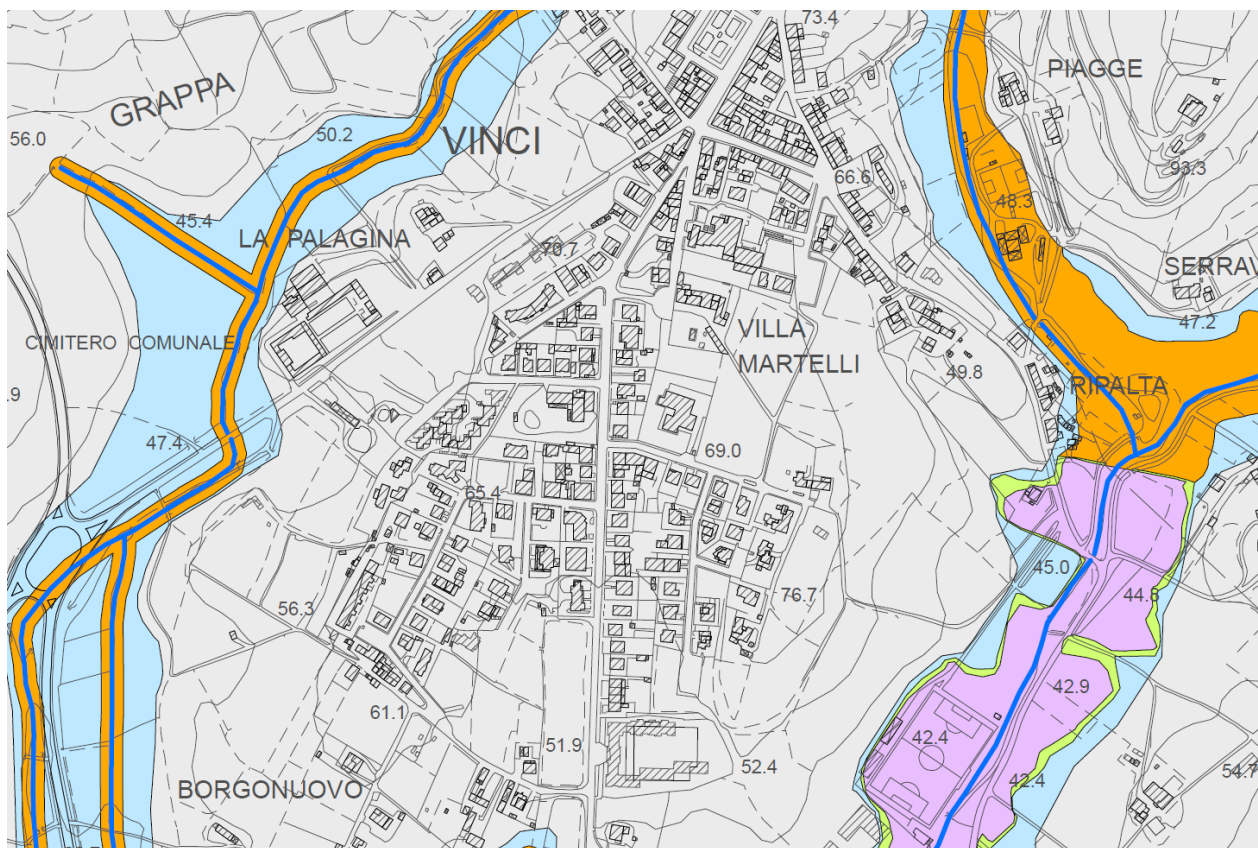 73.4
PIAGGE
GRAPPA
56.0
50.2
VINCI
93.3
66.6
48.3
45.4
LA PALAGINA
70.7
SERRAV
47.2
CIMITERO COMUNALE
VILLA
MARTELLI
49.8
RIPALTA
.9
47.4
69.0
65.4
45.0
76.7
44.8
56.3
42.9
61.1
51.9
42.4
52.4
42.4
54.7
BORGONUOVO